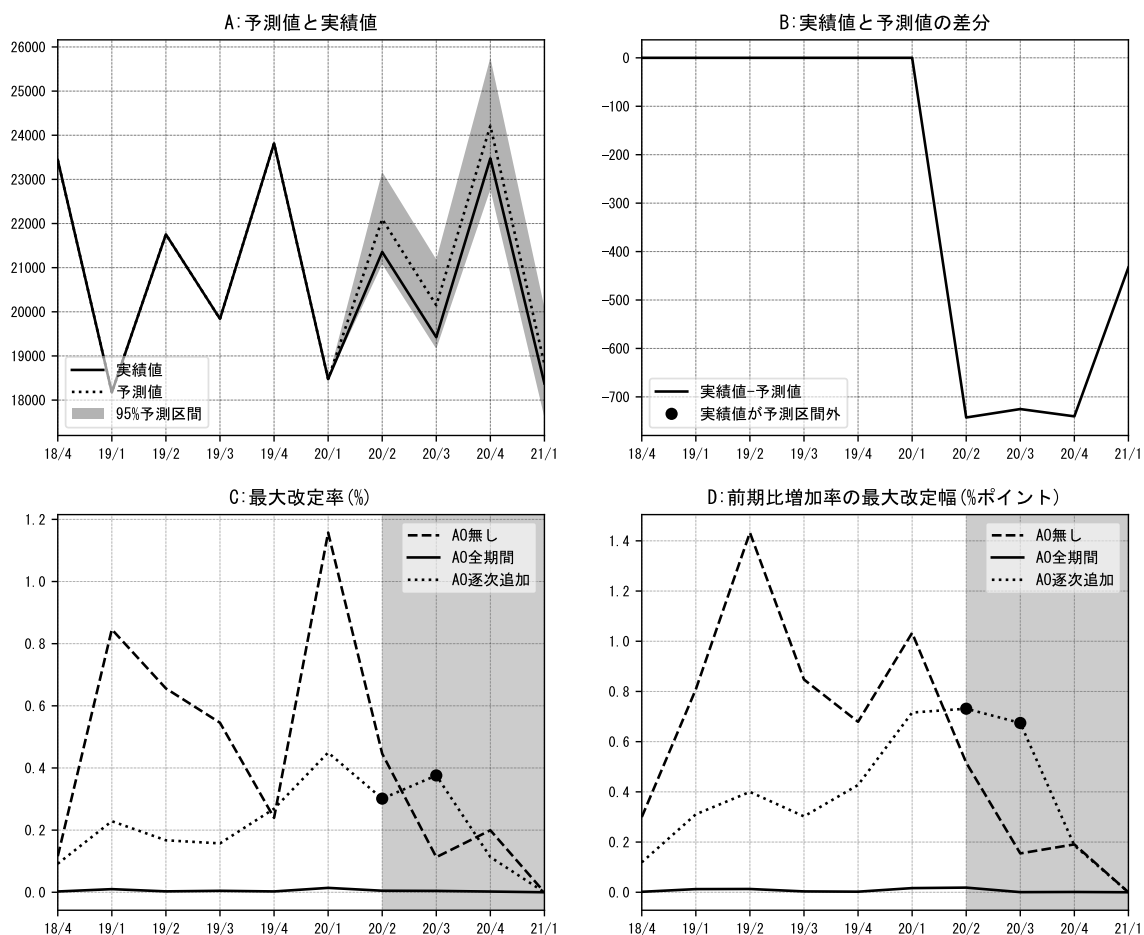 A:予測値と実績値
26000
25000
24000
23000
22000
21000
20000
19000
18000
実績値
予測値
95%予測区間
18/4 19/1 19/2 19/3 19/4 20/1 20/2 20/3 20/4 21/1
B:実績値と予測値の差分
0
-100
-200
-300
-400
-500
-600
-700
実績値-予測値
実績値が予測区間外
18/4 19/1 19/2 19/3 19/4 20/1 20/2 20/3 20/4 21/1
C:最大改定率(%)
1.2
1.0
0.8
0.6
0.4
0.2
0.0
AO無し
AO全期間
AO逐次追加
18/4 19/1 19/2 19/3 19/4 20/1 20/2 20/3 20/4 21/1
D:前期比増加率の最大改定幅(%ポイント)
1.4
1.2
1.0
0.8
0.6
0.4
0.2
0.0
AO無し
AO全期間
AO逐次追加
18/4 19/1 19/2 19/3 19/4 20/1 20/2 20/3 20/4 21/1